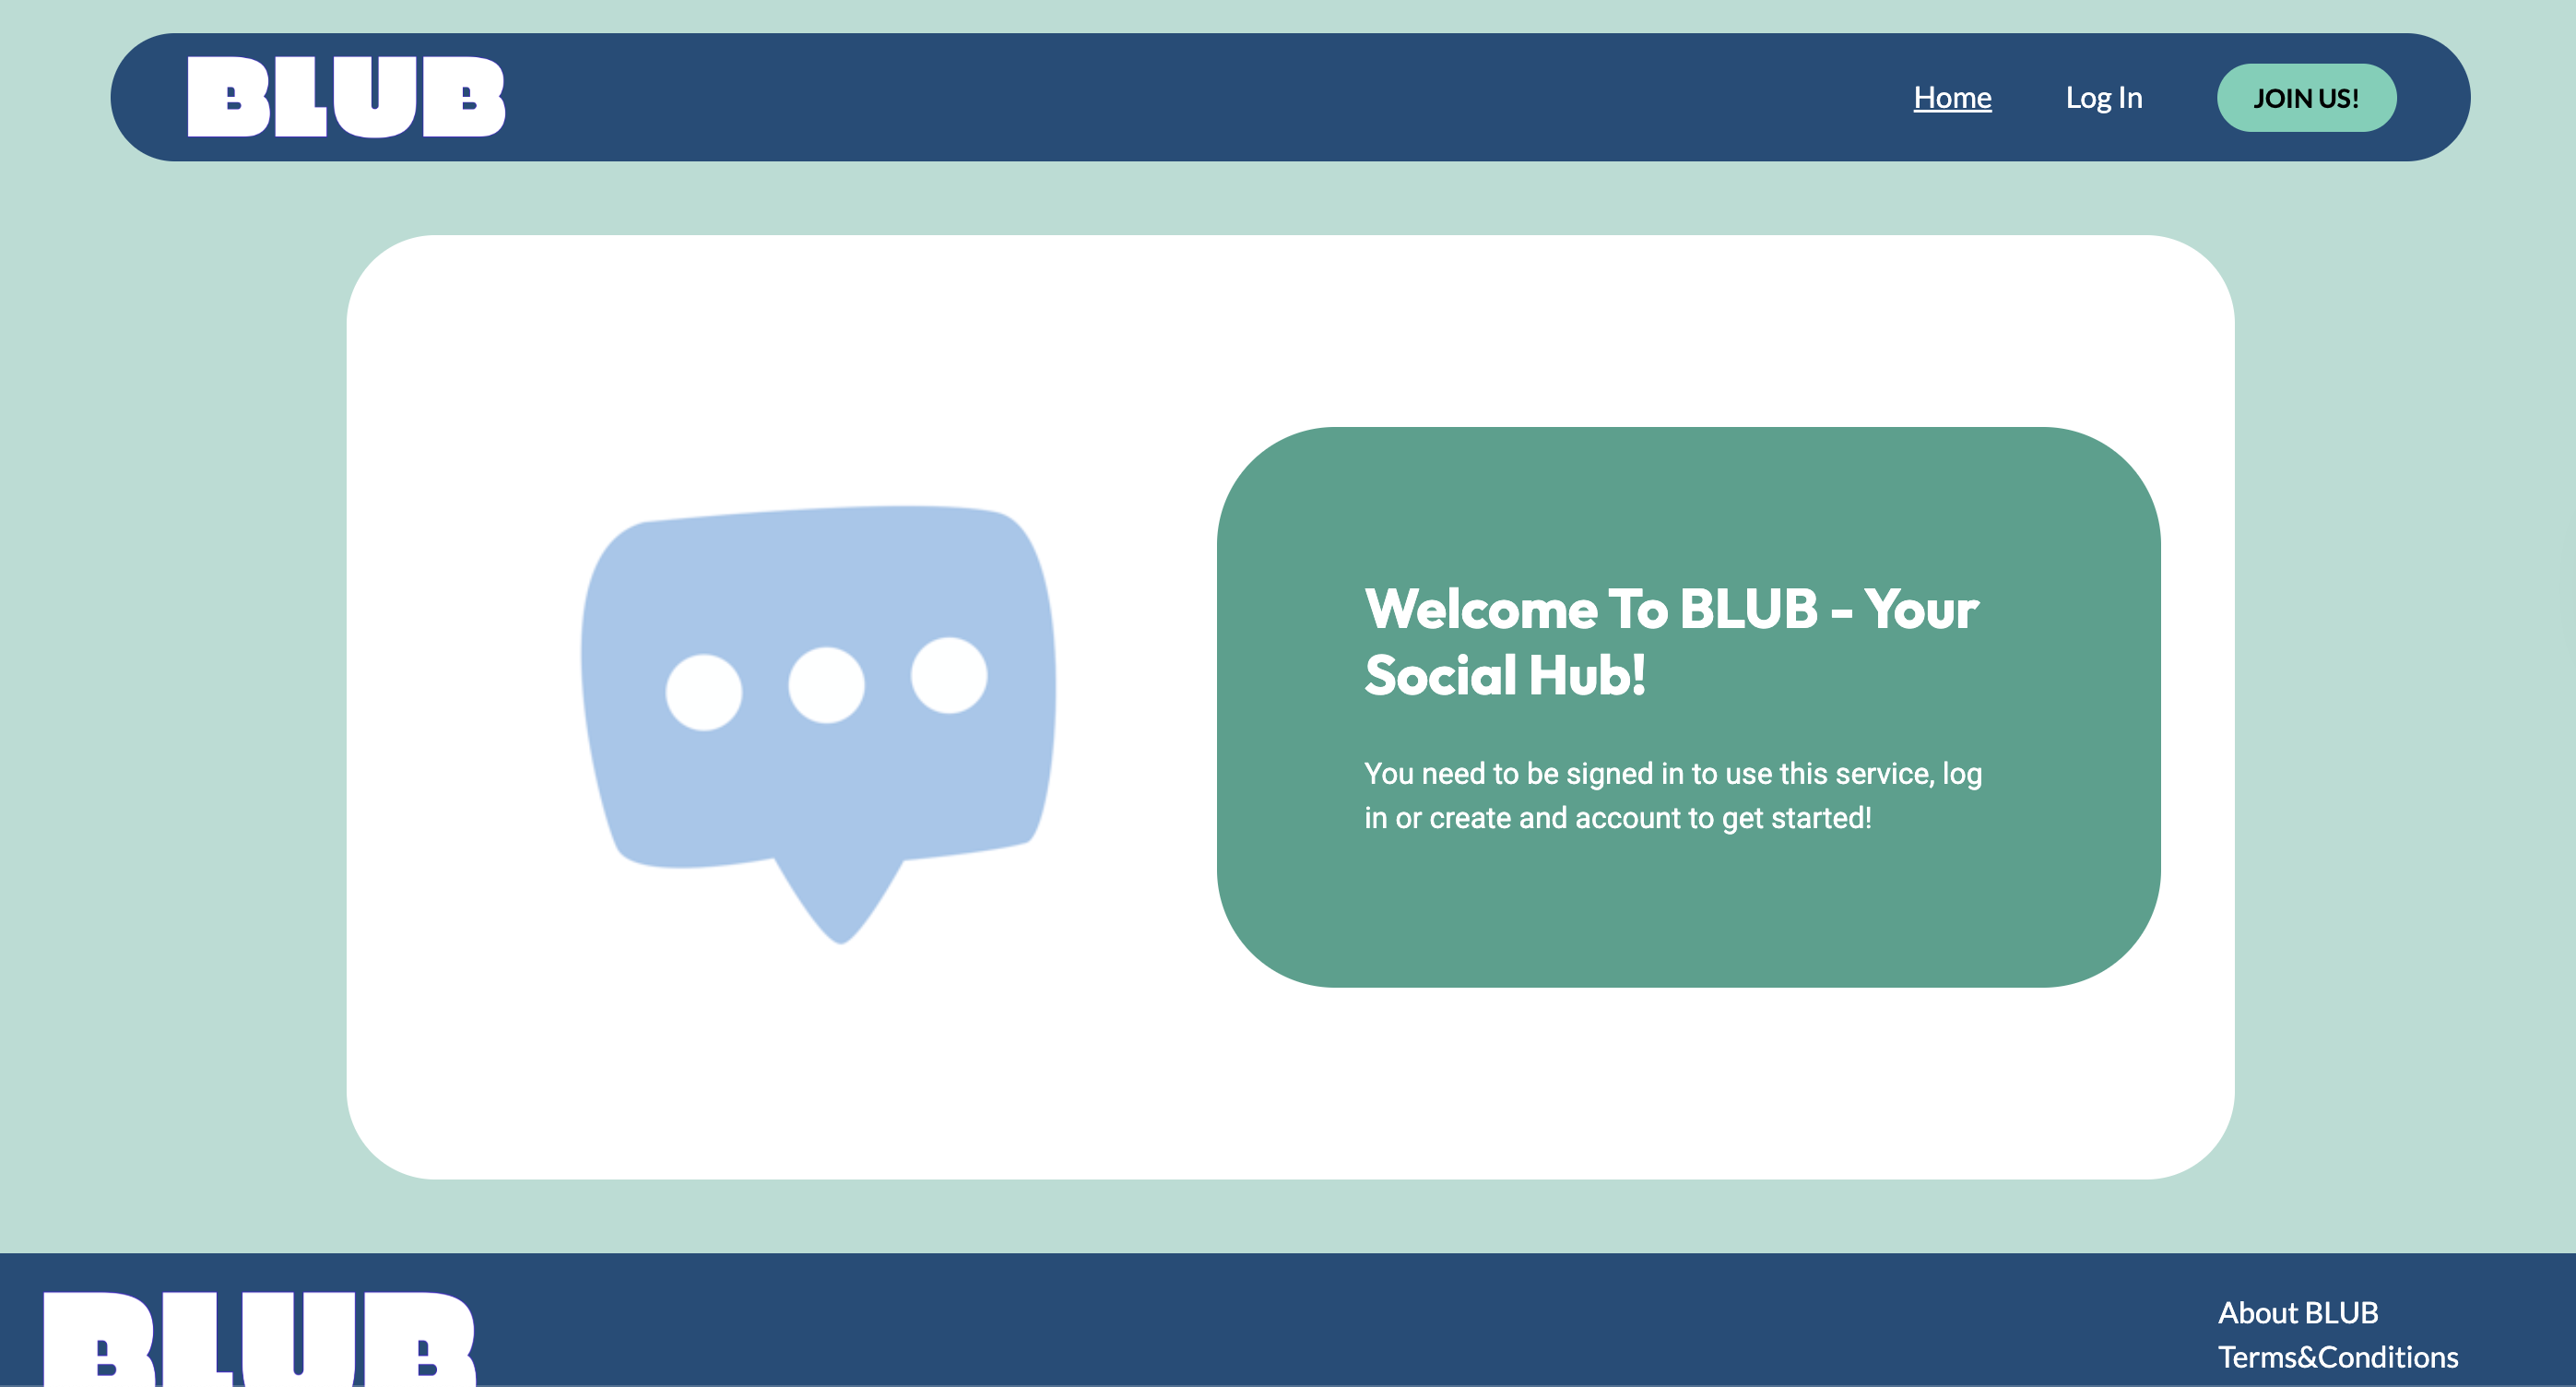 BLUB
Home
Log In
JOIN US!
Welcome To BLUB - Your
Social Hub!
You need to be signed in to use this service, log
in or create and account to get started!
BLUB
About BLUB
Terms&Conditions